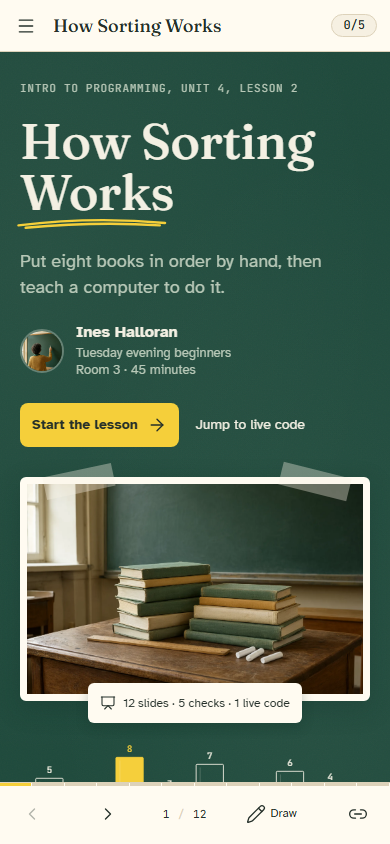 How Sorting Works
0/5
INTRO TO PROGRAMMING, UNIT 4, LESSON 2
How Sorting
Works
Put eight books in order by hand, then
teach a computer to do it.
Ines Halloran
Tuesday evening beginners
Room 3 · 45 minutes
Start the lesson
Jump to live code
12 slides · 5 checks · 1 live code
8
7
6
5
4
1 / 12
Draw